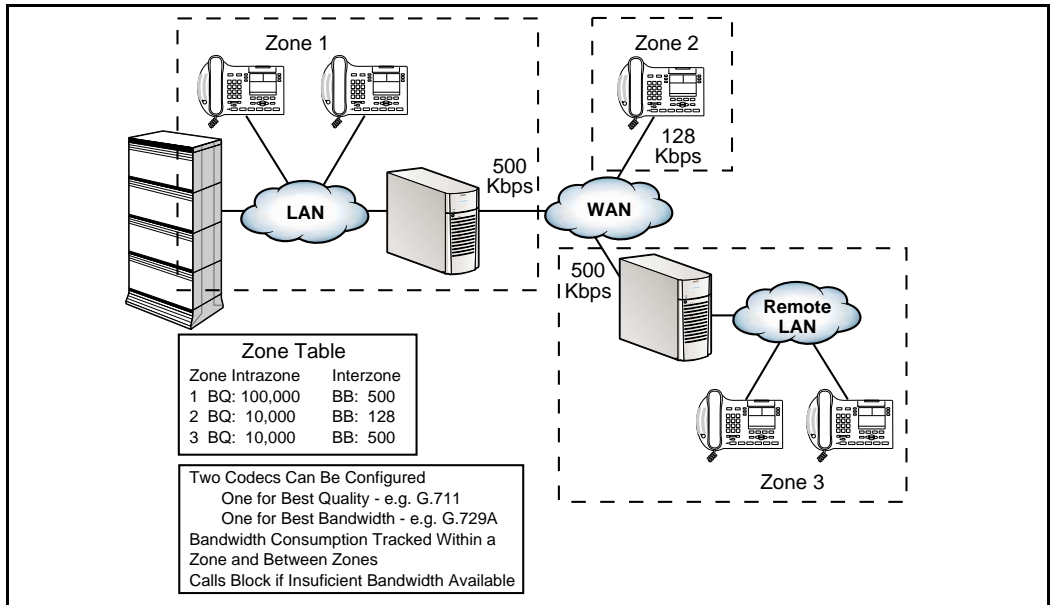 Zone 1
Zone 2
128
Kbps
500
Kbps
LAN
WAN
500
Kbps
Remote
LAN
Zone 3
Zone Table
Zone Intrazone Interzone
1 BQ: 100,000 BB: 500
2 BQ: 10,000 BB: 128
3 BQ: 10,000 BB: 500
Two Codecs Can Be Configured
One for Best Quality - e.g. G.711
One for Best Bandwidth - e.g. G.729A
Bandwidth Consumption Tracked Within a
Zone and Between Zones
Calls Block if Insuficient Bandwidth Available